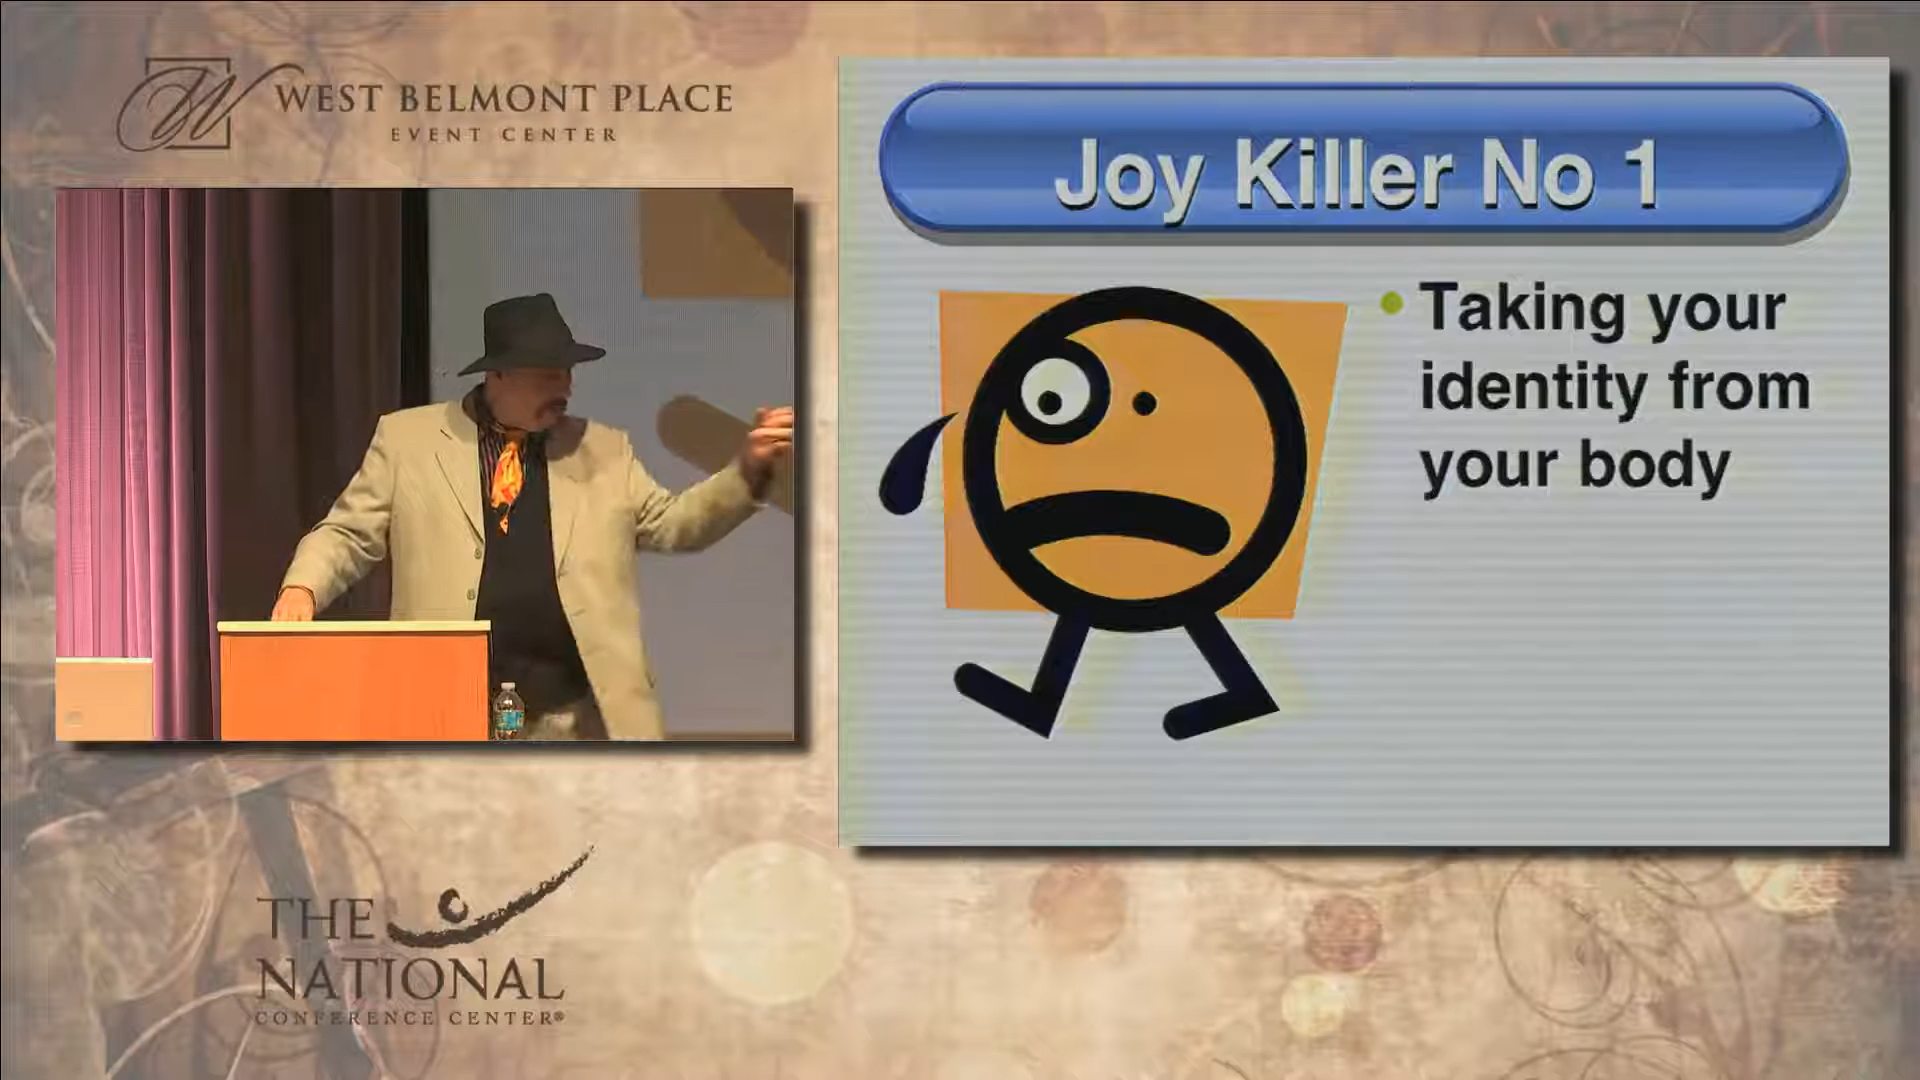 WEST BELMONT PLACE
EVENT CENTER
Joy Killer No 1
Taking your
identity from
your body
THE
NATIONAL
CONFERENCE CENTER®